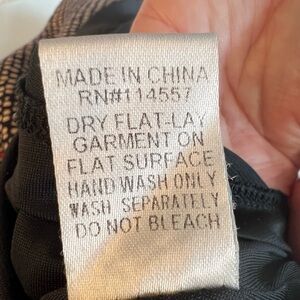 MADE IN CHINA
RN#114557
DRY FLAT-LAY
GARMENT ON
FLAT SURFACE
HAND WASH ONLY
WASH SEPARATELY
DO NOT BLEACH